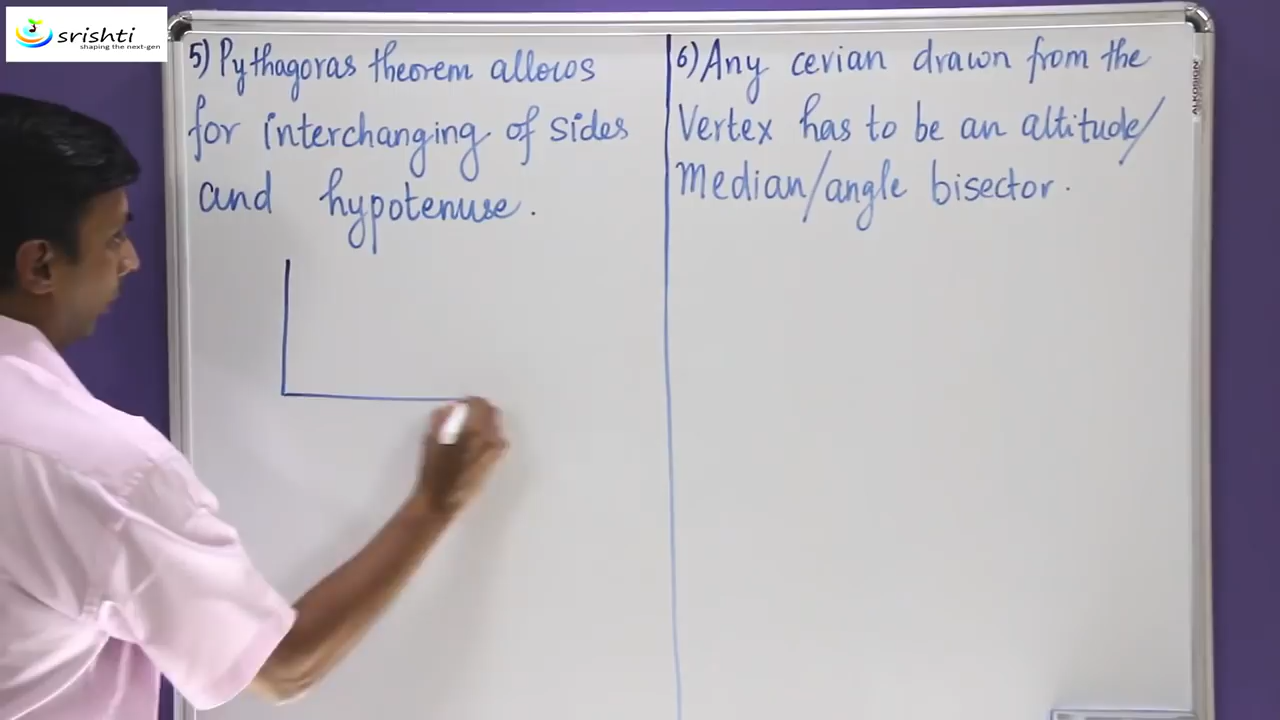 srishti
shaping the next-gen
5) Pythagoras theorem allows
for interchanging of sides
and hypotenuse.
6) Any cevian drawn from the
Vertex has to be an altitude/
Median/angle bisector.
ALKOSIGN